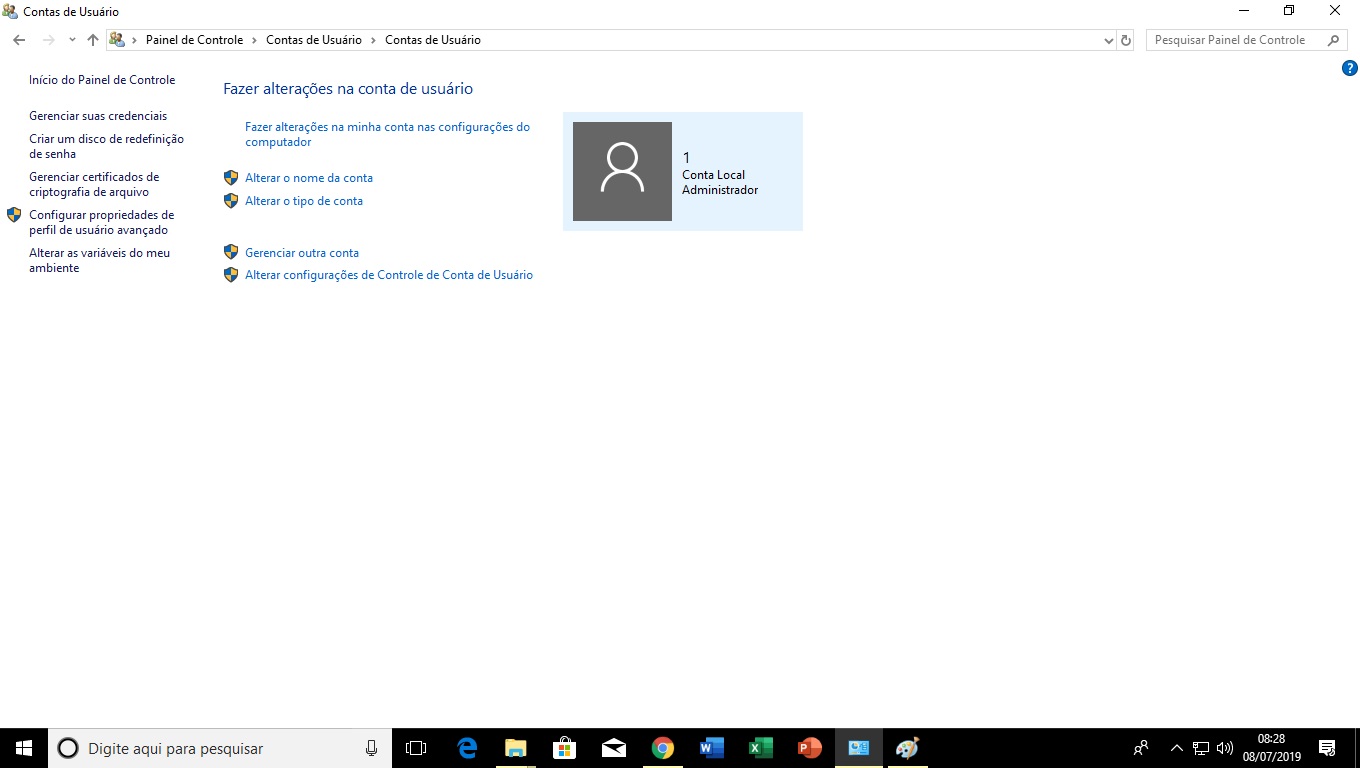 Contas de Usuário
Painel de Controle
Contas de Usuário
Contas de Usuário
Pesquisar Painel de Controle
?
Início do Painel de Controle
Gerenciar suas credenciais
Criar um disco de redefinição
de senha
Gerenciar certificados de
criptografia de arquivo
Configurar propriedades de
perfil de usuário avançado
Alterar as variáveis do meu
ambiente
Fazer alterações na conta de usuário
Fazer alterações na minha conta nas configurações do
computador
Alterar o nome da conta
Alterar o tipo de conta
Gerenciar outra conta
Alterar configurações de Controle de Conta de Usuário
1
Conta Local
Administrador
Digite aqui para pesquisar
08:28
08/07/2019